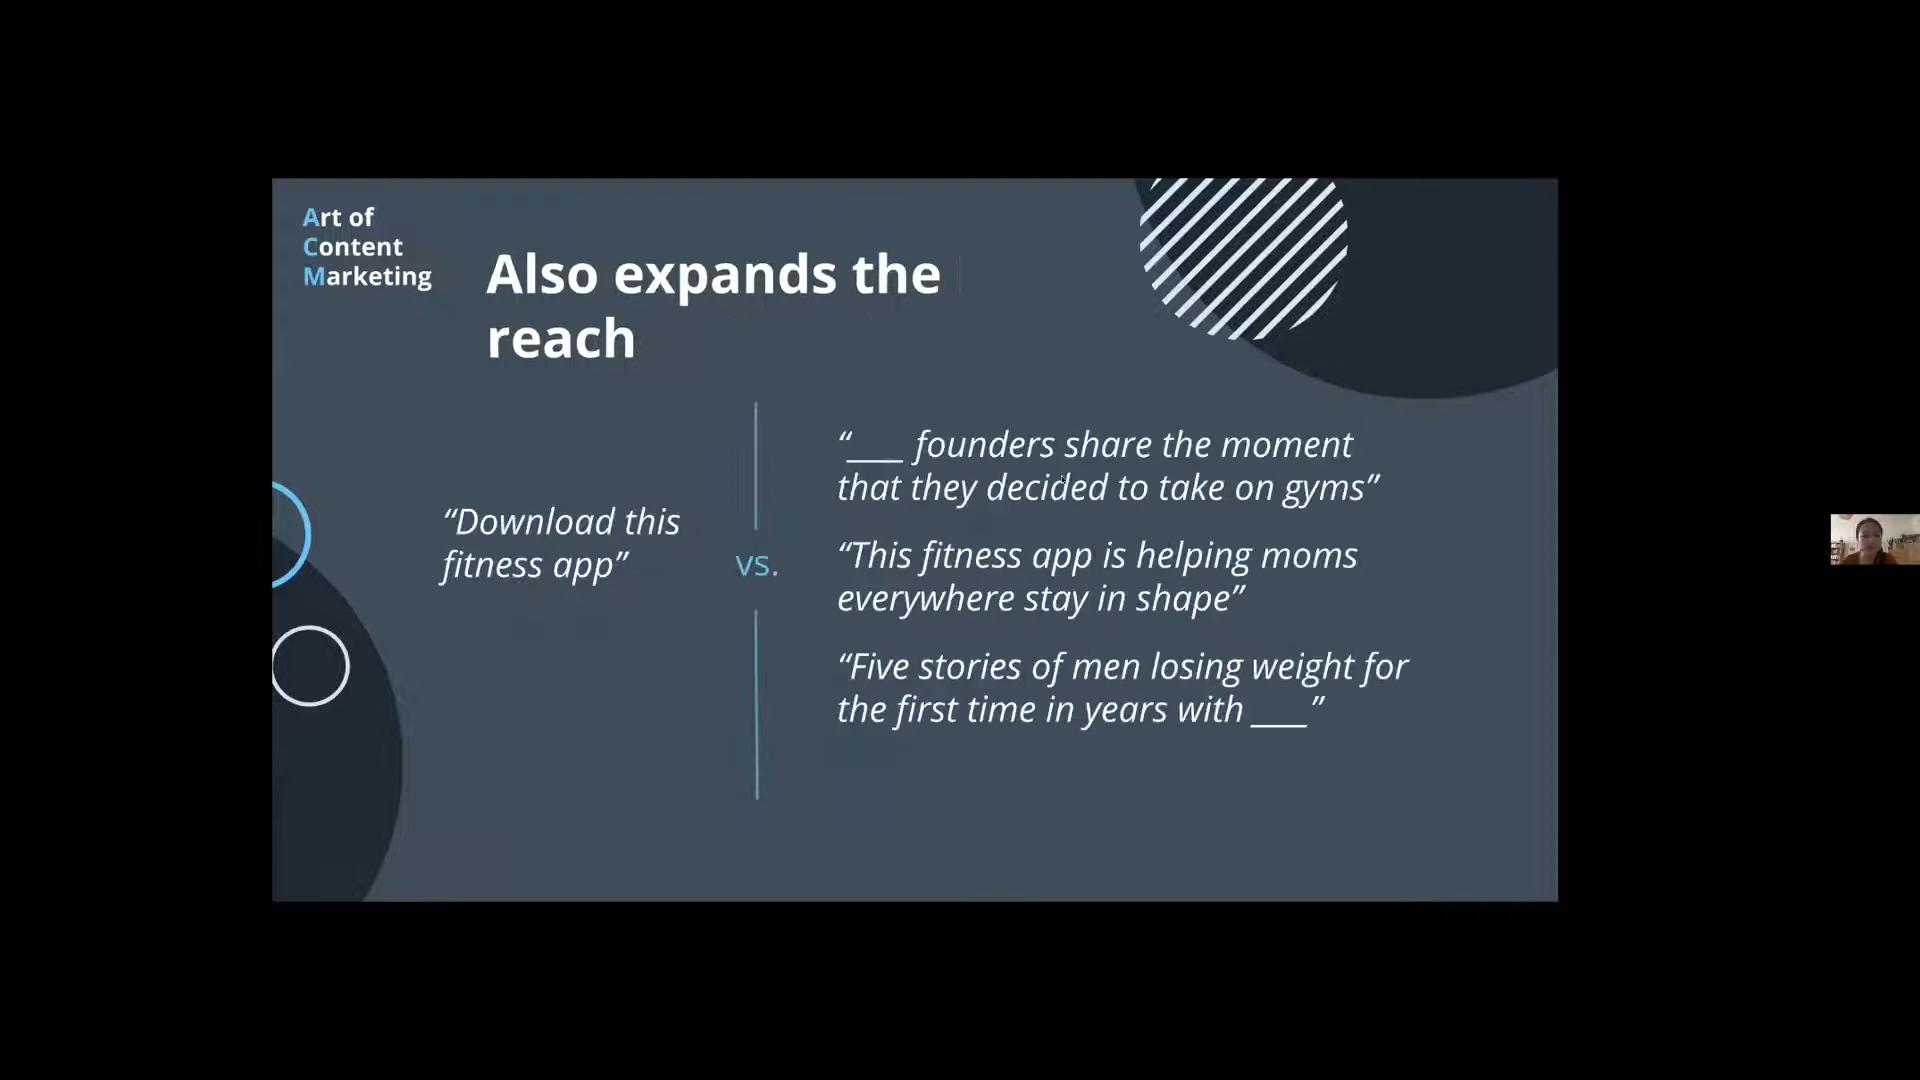 Art of
Content
Marketing
Also expands the
reach
“Download this
fitness app”
vs.
“___ founders share the moment
that they decided to take on gyms”
“This fitness app is helping moms
everywhere stay in shape”
“Five stories of men losing weight for
the first time in years with ___”